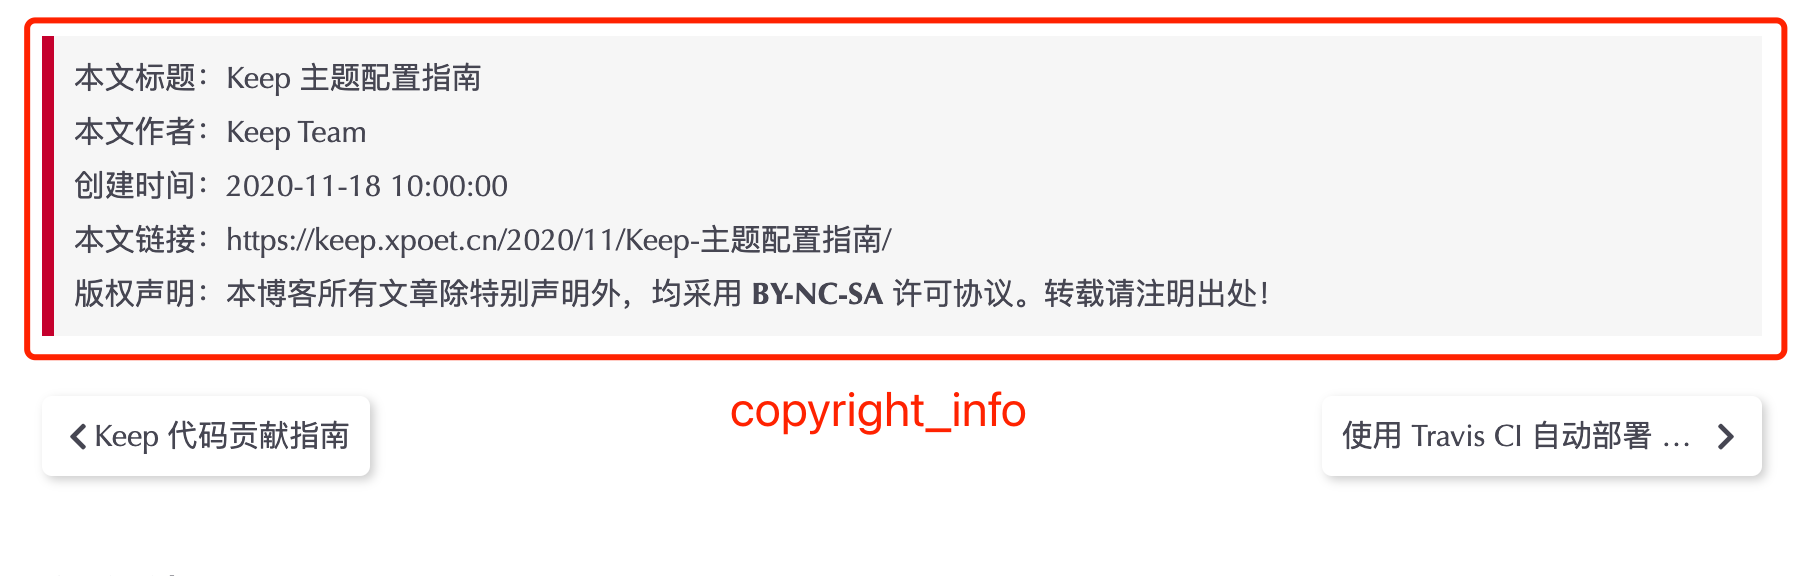 本文标题：Keep 主题配置指南
本文作者：Keep Team
创建时间：2020-11-18 10:00:00
本文链接：https://keep.xpoet.cn/2020/11/Keep-主题配置指南/
版权声明：本博客所有文章除特别声明外，均采用 BY-NC-SA 许可协议。转载请注明出处！
copyright_info
Keep 代码贡献指南
使用 Travis CI 自动部署 ...